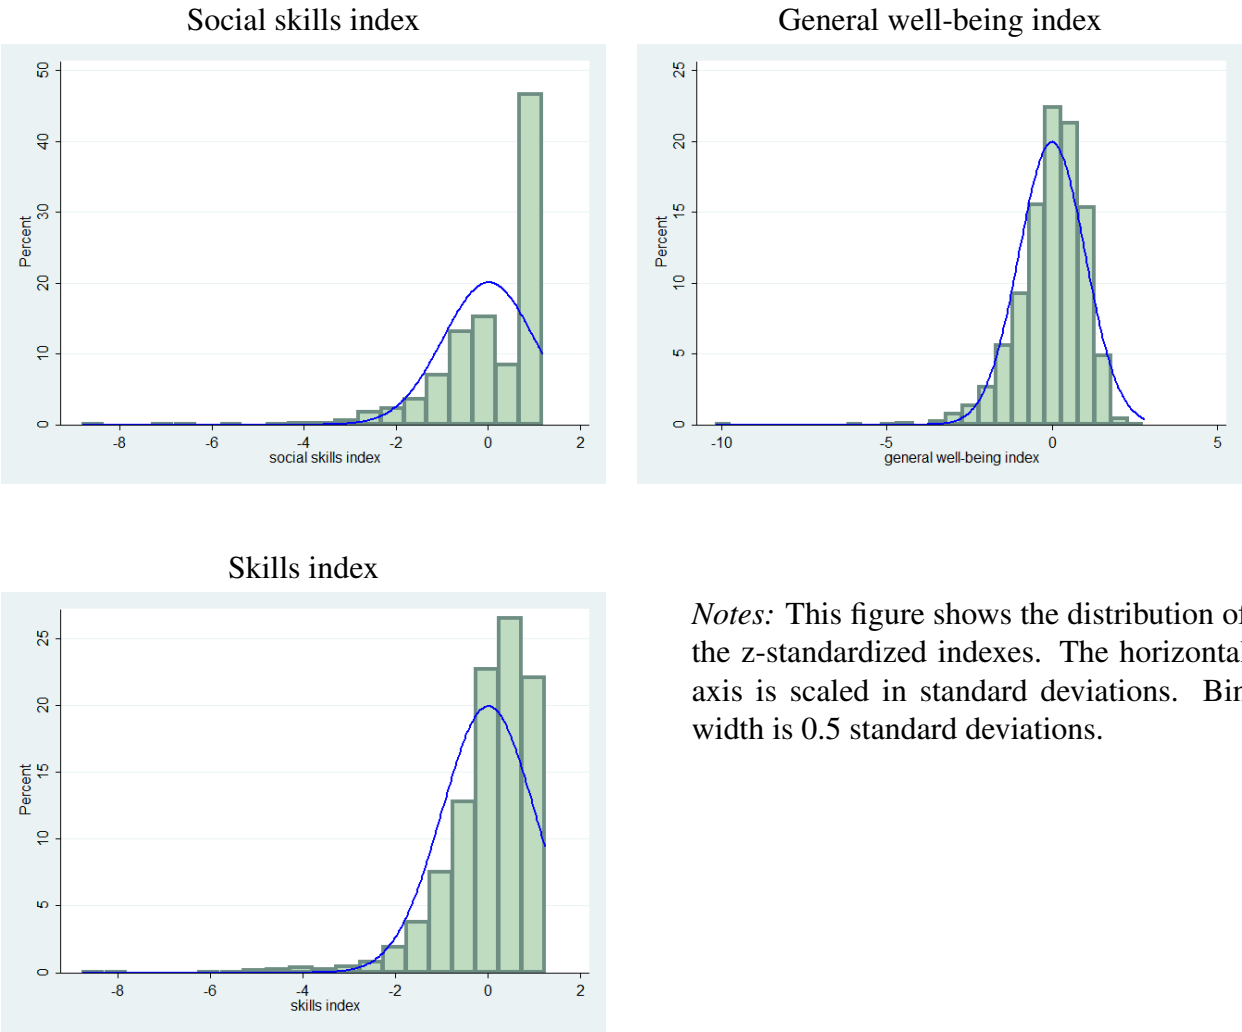 Social skills index
50
40
30
20
10
0
Percent
-8 -6 -4 -2 0 2
social skills index
General well-being index
25
20
15
10
5
0
Percent
-10 -5 0 5
general well-being index
Skills index
25
20
15
10
5
0
Percent
-8 -6 -4 -2 0 2
skills index
Notes: This figure shows the distribution of
the z-standardized indexes. The horizontal
axis is scaled in standard deviations. Bin
width is 0.5 standard deviations.